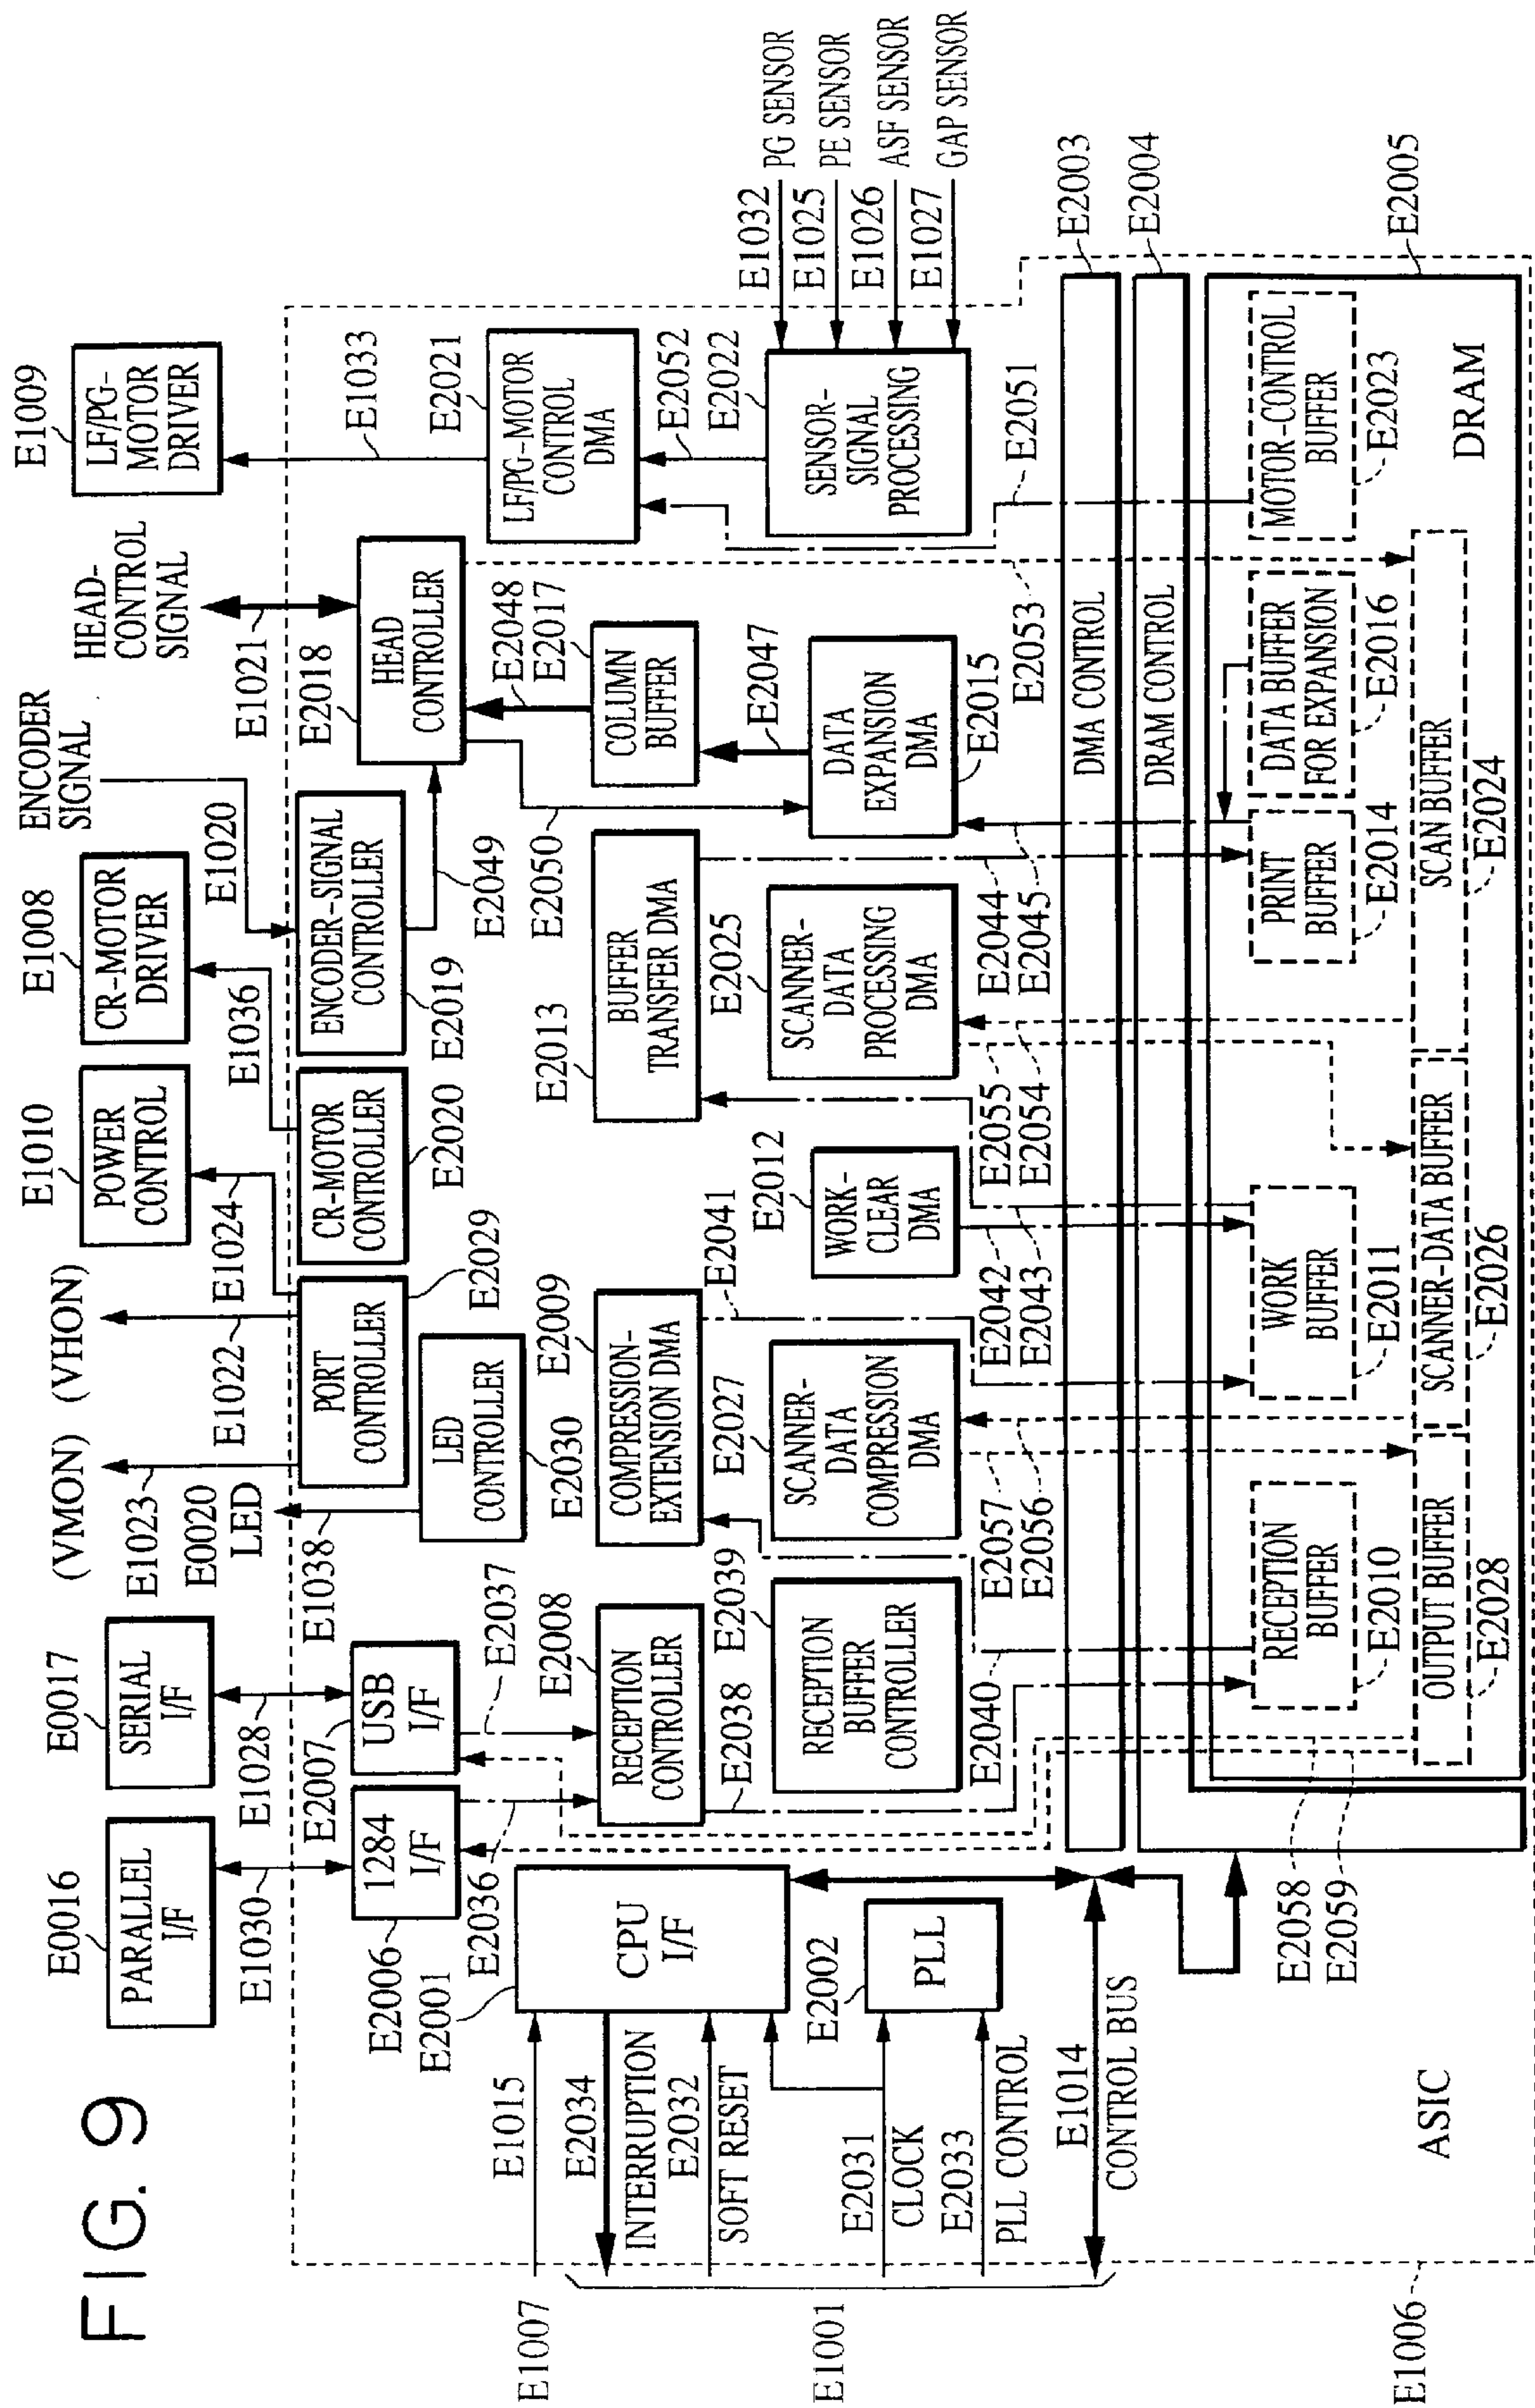 FIG. 9
E0016
PARALLEL
I/F
E1030
E0017
SERIAL
I/F
E1028
(VMON)
(VHON)
E1023
E0020
LED
E1038
E1022
E1010
POWER
CONTROL
E1024
E1008
CR-MOTOR
DRIVER
E1036
ENCODER
SIGNAL
E1020
HEAD-
CONTROL
SIGNAL
E1021
E1009
LF/PG-
MOTOR
DRIVER
E1033
E2006
1284
I/F
E2007
USB
I/F
E2036
E2037
PORT
CONTROLLER
E2029
LED
CONTROLLER
E2030
CR-MOTOR
CONTROLLER
E2020
ENCODER-SIGNAL
CONTROLLER
E2019
E2049
E2018
HEAD
CONTROLLER
E2050
E2048
E2017
E2021
LF/PG-MOTOR
CONTROL
DMA
E2052
E1007
E1015
E2034
INTERRUPTION
E2032
SOFT RESET
E2001
CPU
I/F
E2008
RECEPTION
CONTROLLER
E2038
E2009
COMPRESSION-
EXTENSION DMA
E2041
E2013
BUFFER
TRANSFER DMA
COLUMN
BUFFER
E2047
E2022
SENSOR-
SIGNAL
PROCESSING
E1032
PG SENSOR
E1025
PE SENSOR
E1026
ASF SENSOR
E1027
GAP SENSOR
E1001
E2031
CLOCK
E2033
PLL CONTROL
E2002
PLL
E2039
RECEPTION
BUFFER
CONTROLLER
E2027
SCANNER-
DATA
COMPRESSION
DMA
E2012
WORK-
CLEAR
DMA
E2025
SCANNER-
DATA
PROCESSING
DMA
DATA
EXPANSION
DMA
E2015
E2040
E2057
E2056
E2042
E2043
E2055
E2054
E2044
E2045
E2053
E2051
E1014
CONTROL BUS
DMA CONTROL
E2003
DRAM CONTROL
E2004
E2058
E2059
RECEPTION
BUFFER
E2010
WORK
BUFFER
E2011
PRINT
BUFFER
E2014
DATA BUFFER
FOR EXPANSION
E2016
MOTOR-CONTROL
BUFFER
E2023
E2005
OUTPUT BUFFER
E2028
SCANNER-DATA BUFFER
E2026
SCAN BUFFER
E2024
DRAM
E1006
ASIC